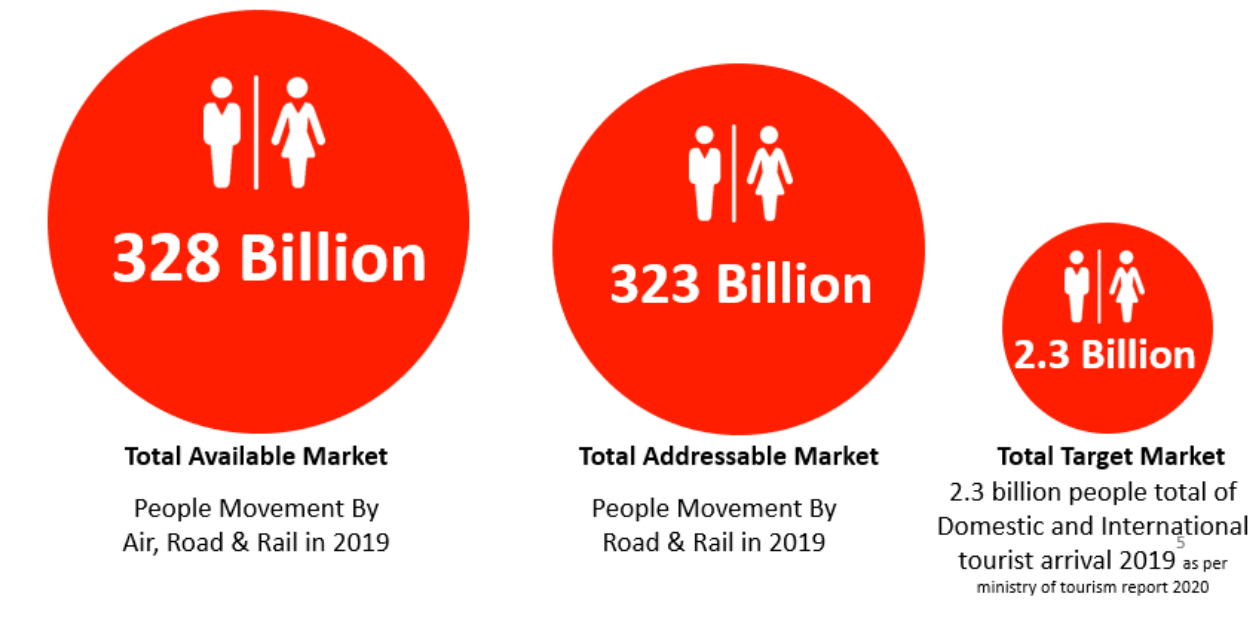 328 Billion
Total Available Market
People Movement By
Air, Road & Rail in 2019
323 Billion
Total Addressable Market
People Movement By
Road & Rail in 2019
2.3 Billion
Total Target Market
2.3 billion people total of
Domestic and International
5
tourist arrival 2019 as per
ministry of tourism report 2020